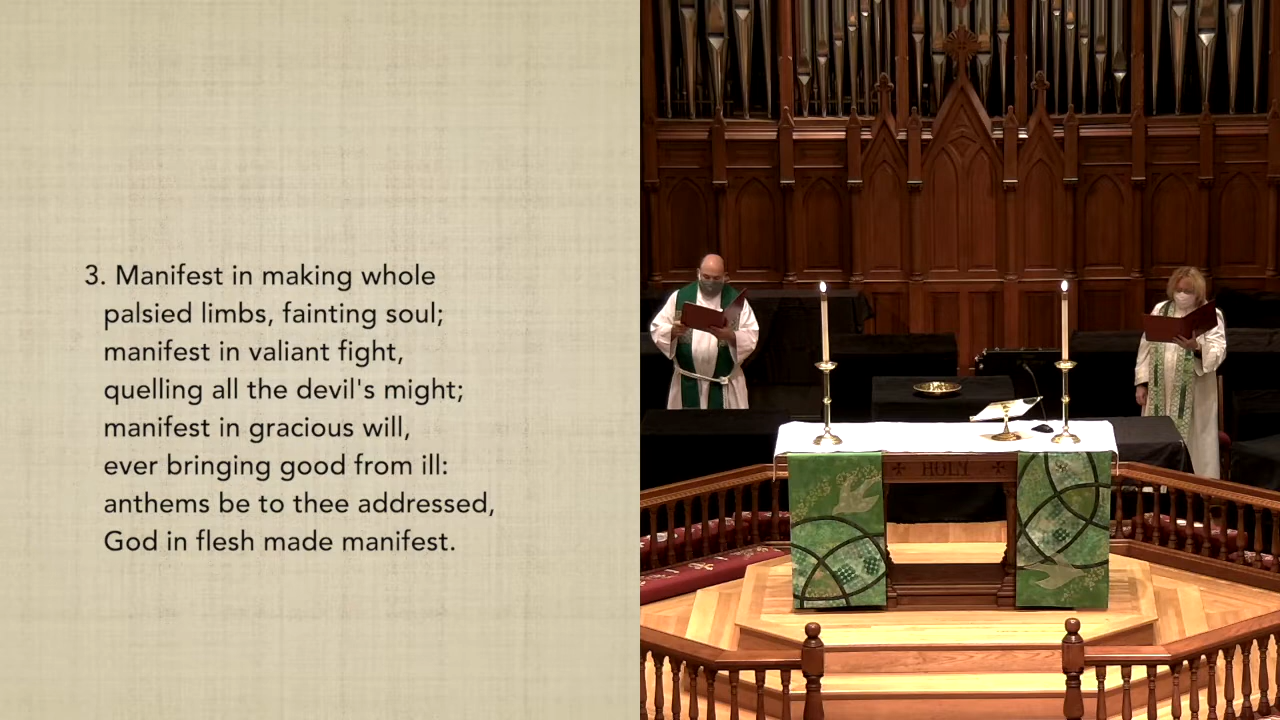 3. Manifest in making whole
palsied limbs, fainting soul;
manifest in valiant fight,
quelling all the devil's might;
manifest in gracious will,
ever bringing good from ill:
anthems be to thee addressed,
God in flesh made manifest.
HOLY